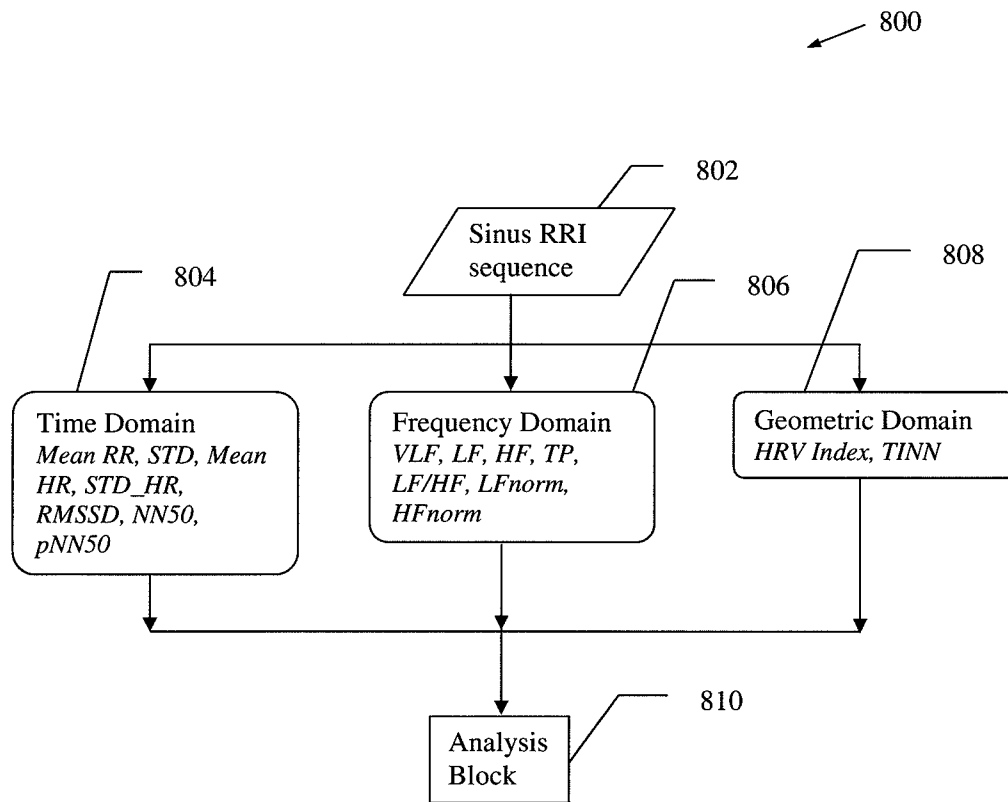 800
802
Sinus RRI
sequence
804
806
808
Time Domain
Mean RR, STD, Mean
HR, STD_HR,
RMSSD, NN50,
pNN50
Frequency Domain
VLF, LF, HF, TP,
LF/HF, LFnorm,
HFnorm
Geometric Domain
HRV Index, TINN
810
Analysis
Block